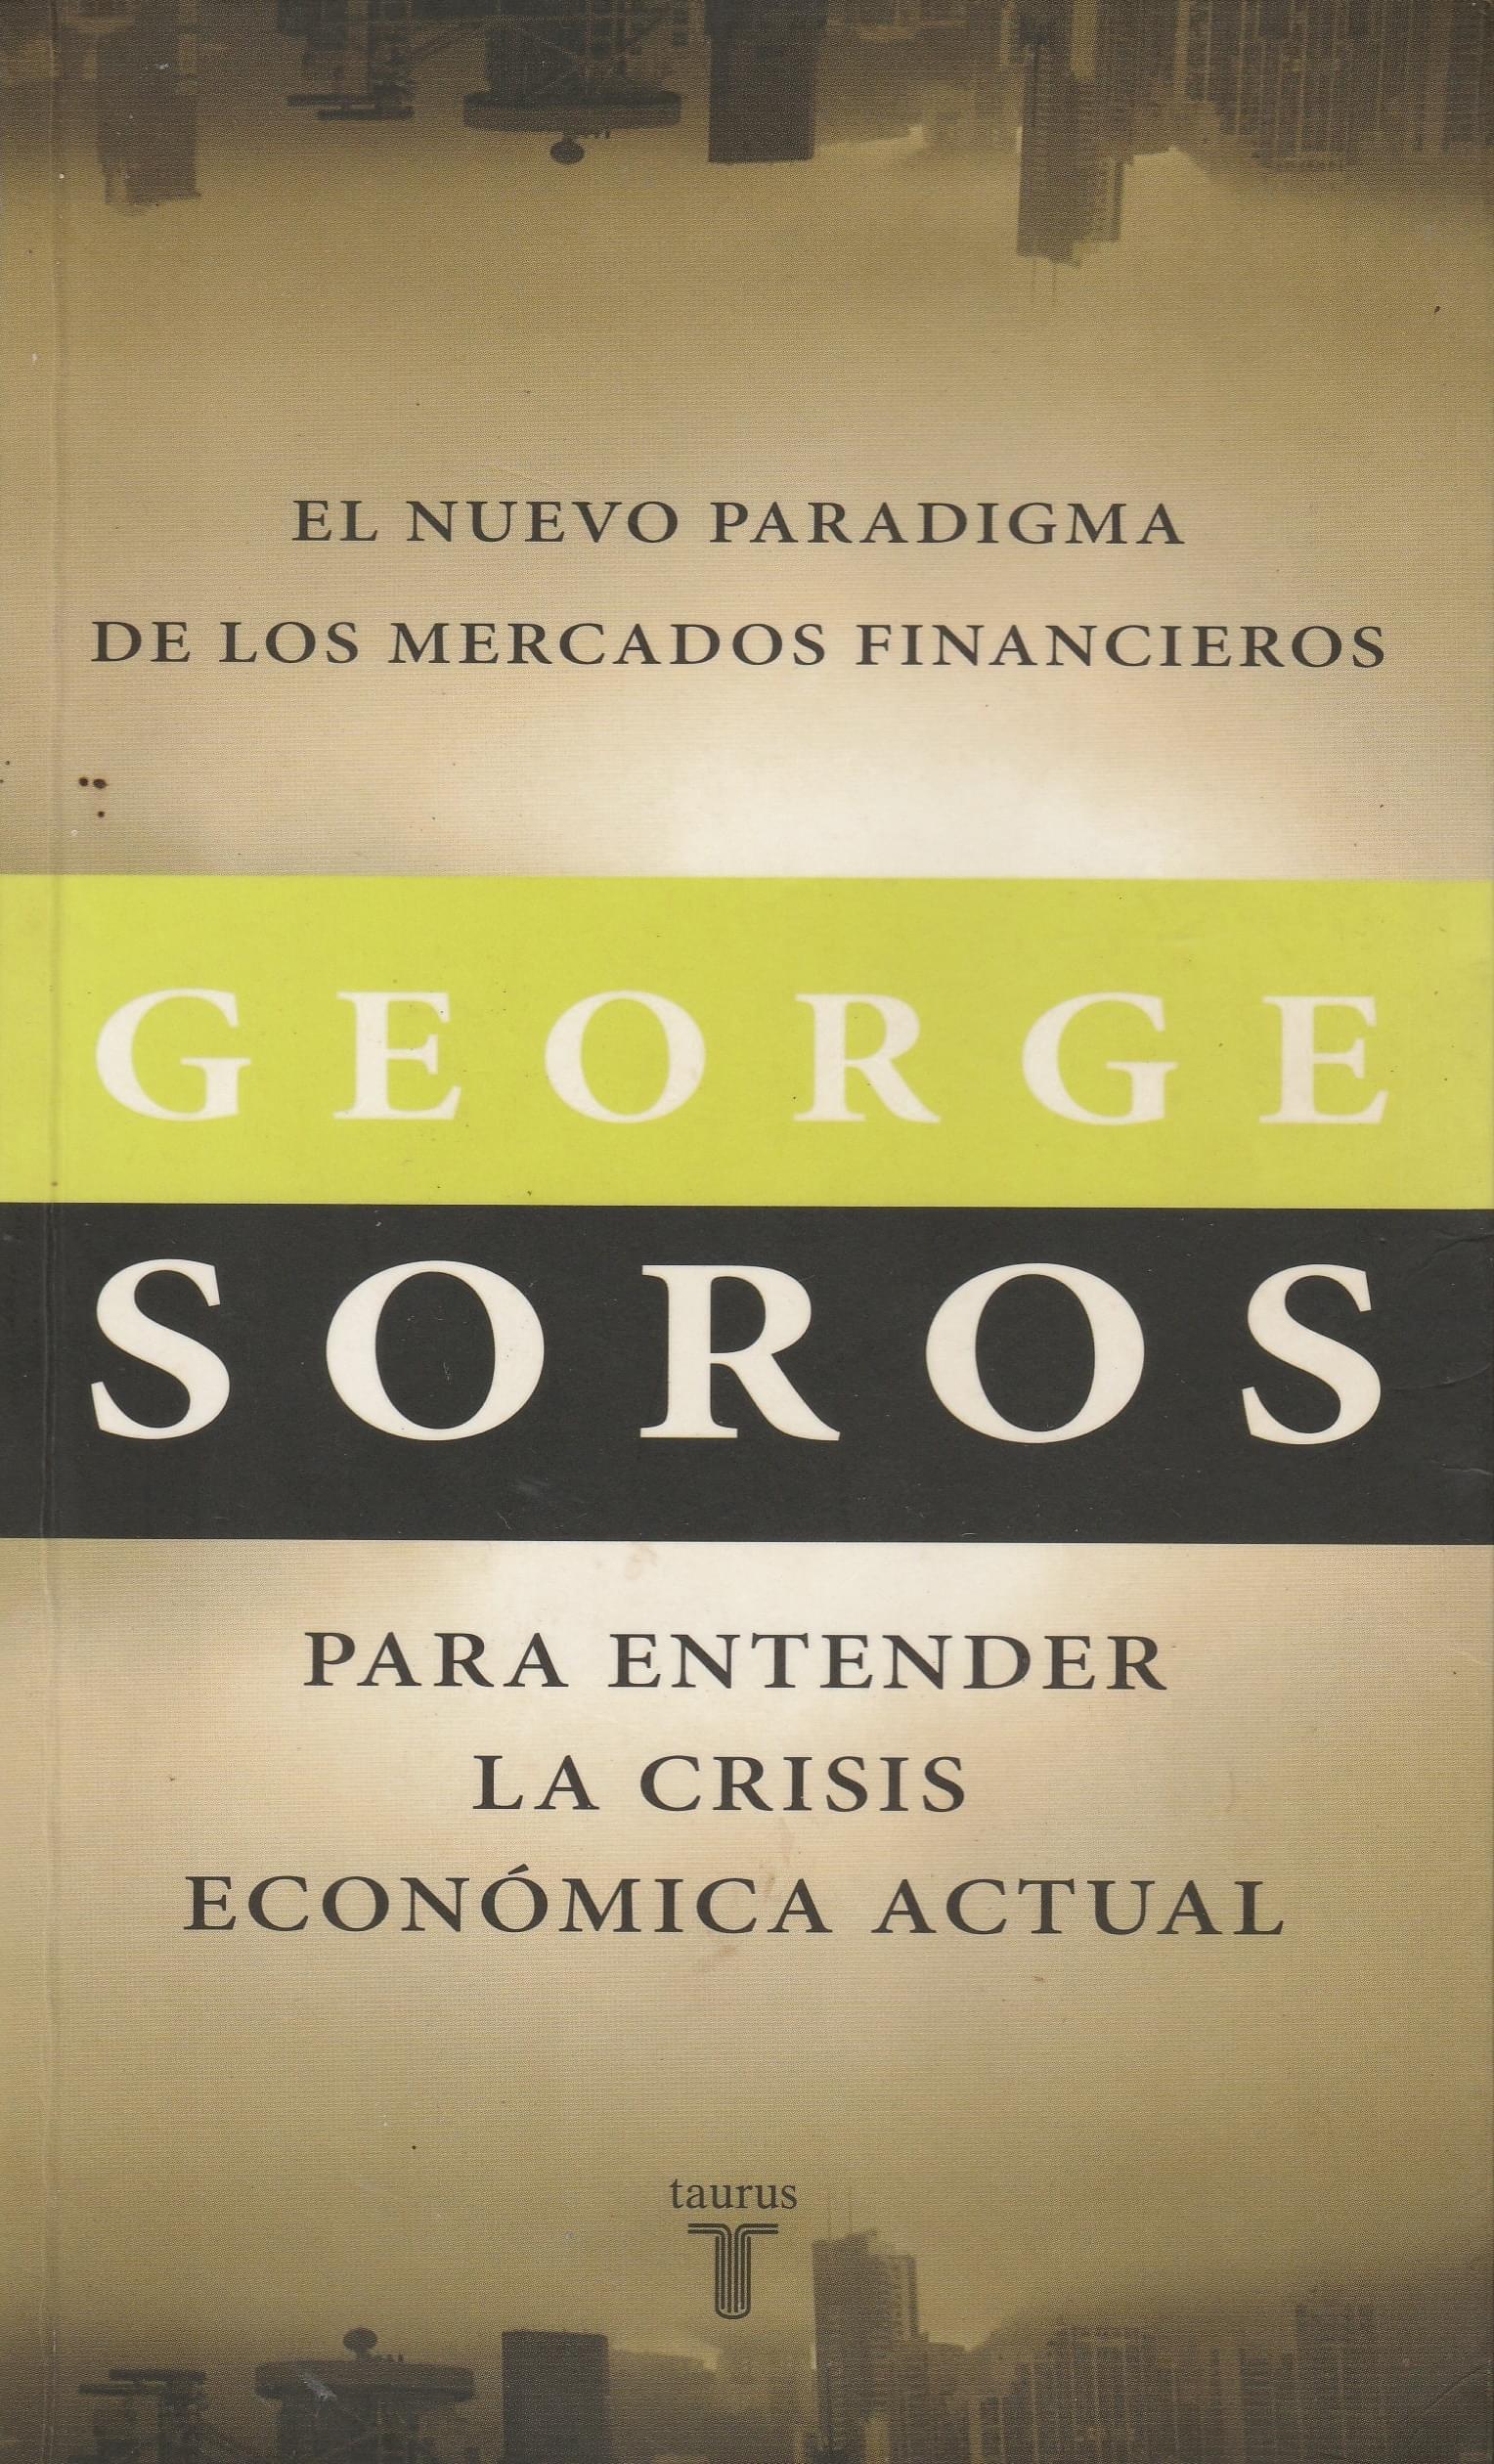 EL NUEVO PARADIGMA
DE LOS MERCADOS FINANCIEROS
GEORGE
SOROS
PARA ENTENDER
LA CRISIS
ECONÓMICA ACTUAL
taurus